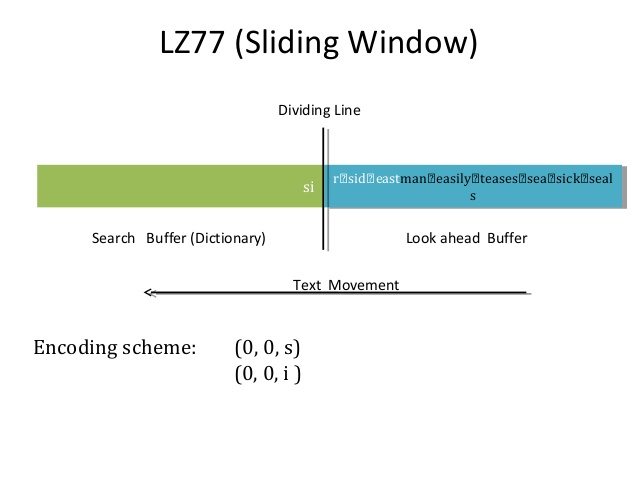 LZ77 (Sliding Window)
Dividing Line
si
r⍰sid⍰eastman⍰easily⍰teases⍰sea⍰sick⍰seal
s
Search Buffer (Dictionary)
Look ahead Buffer
Text Movement
Encoding scheme: (0, 0, s)
(0, 0, i )